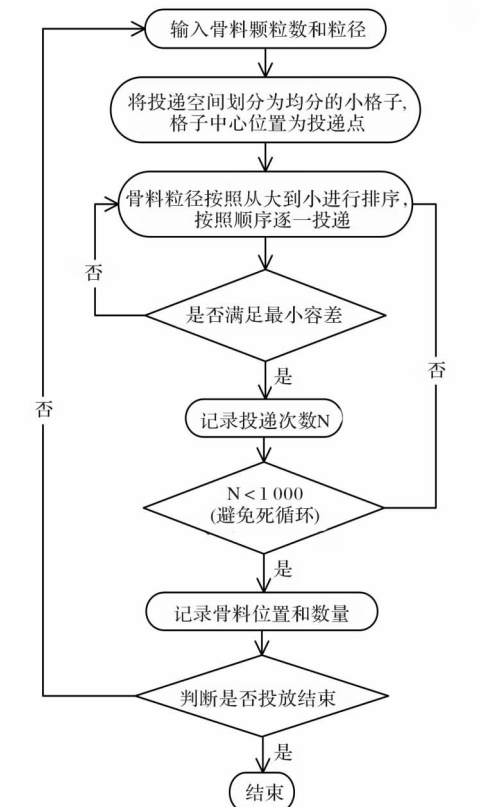 输入骨料颗粒数和粒径
将投递空间划分为均分的小格子,
格子中心位置为投递点
骨料粒径按照从大到小进行排序,
按照顺序逐一投递
否
是否满足最小容差
是
否
否
记录投递次数N
N<1 000
(避免死循环)
是
记录骨料位置和数量
判断是否投放结束
是
结束